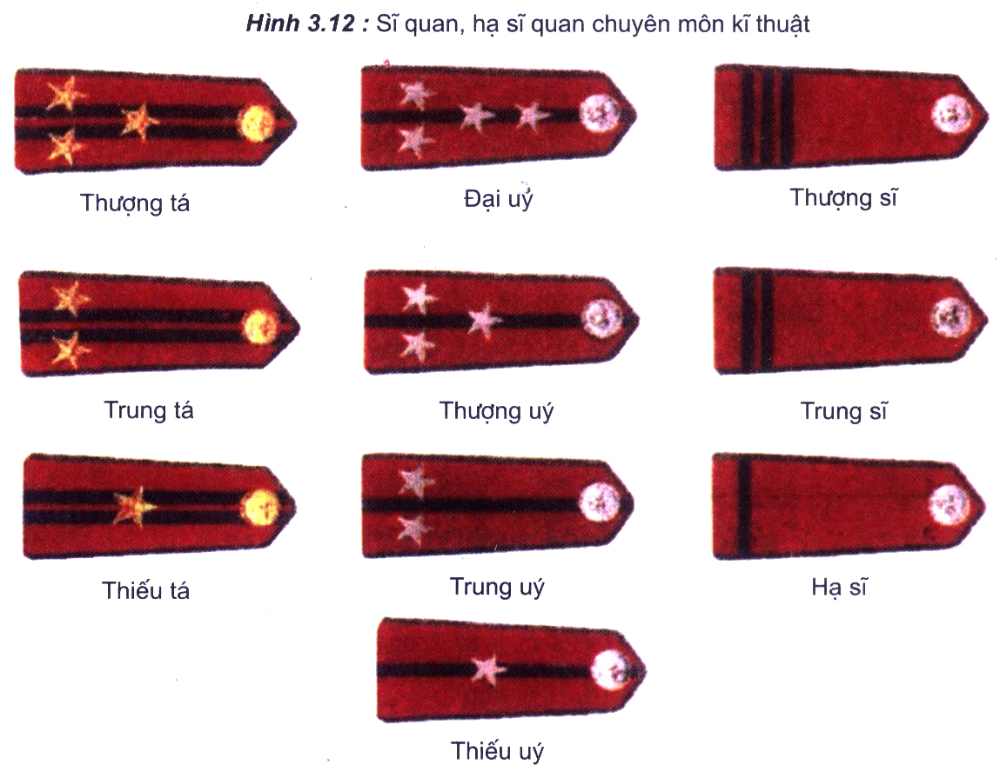 Hình 3.12 : Sĩ quan, hạ sĩ quan chuyên môn kĩ thuật
Thượng tá
Đại uý
Thượng sĩ
Trung tá
Thượng uý
Trung sĩ
Thiếu tá
Trung uý
Hạ sĩ
Thiếu uý